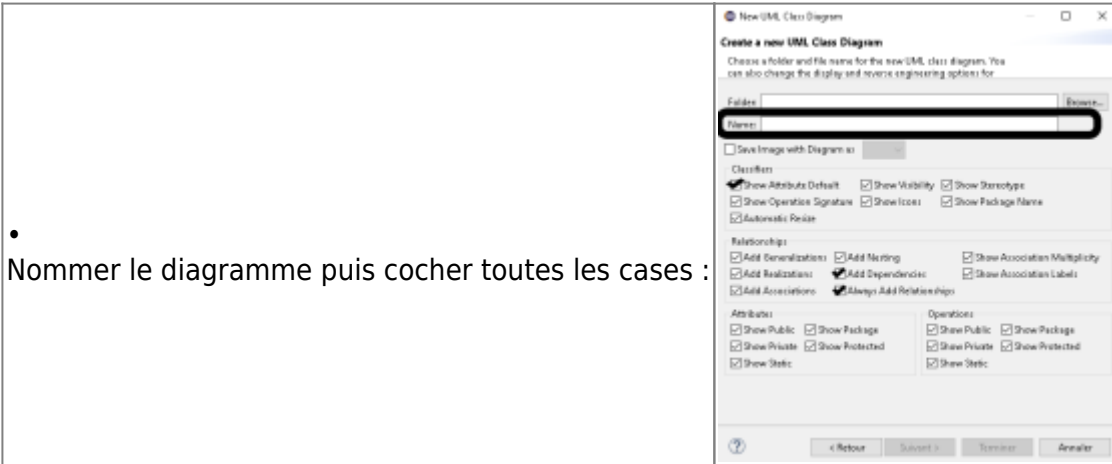 •
Nommer le diagramme puis cocher toutes les cases :
New UML Class Diagram
Create a new UML Class Diagram
Choose a folder and file name for the new UML class diagram. You
can also change the display and reverse engineering options for
Folder:
Browse...
Name:
Save Image with Diagram as
Classifiers
Show Attribute Default Show Visibility Show Stereotype
Show Operation Signature Show Icons Show Package Name
Automatic Resize
Relationships
Add Generalizations Add Nesting Show Association Multiplicity
Add Realizations Add Dependencies Show Association Labels
Add Associations Always Add Relationships
Attributes Operations
Show Public Show Package Show Public Show Package
Show Private Show Protected Show Private Show Protected
Show Static Show Static
? < Retour Suivant > Terminer Annuler